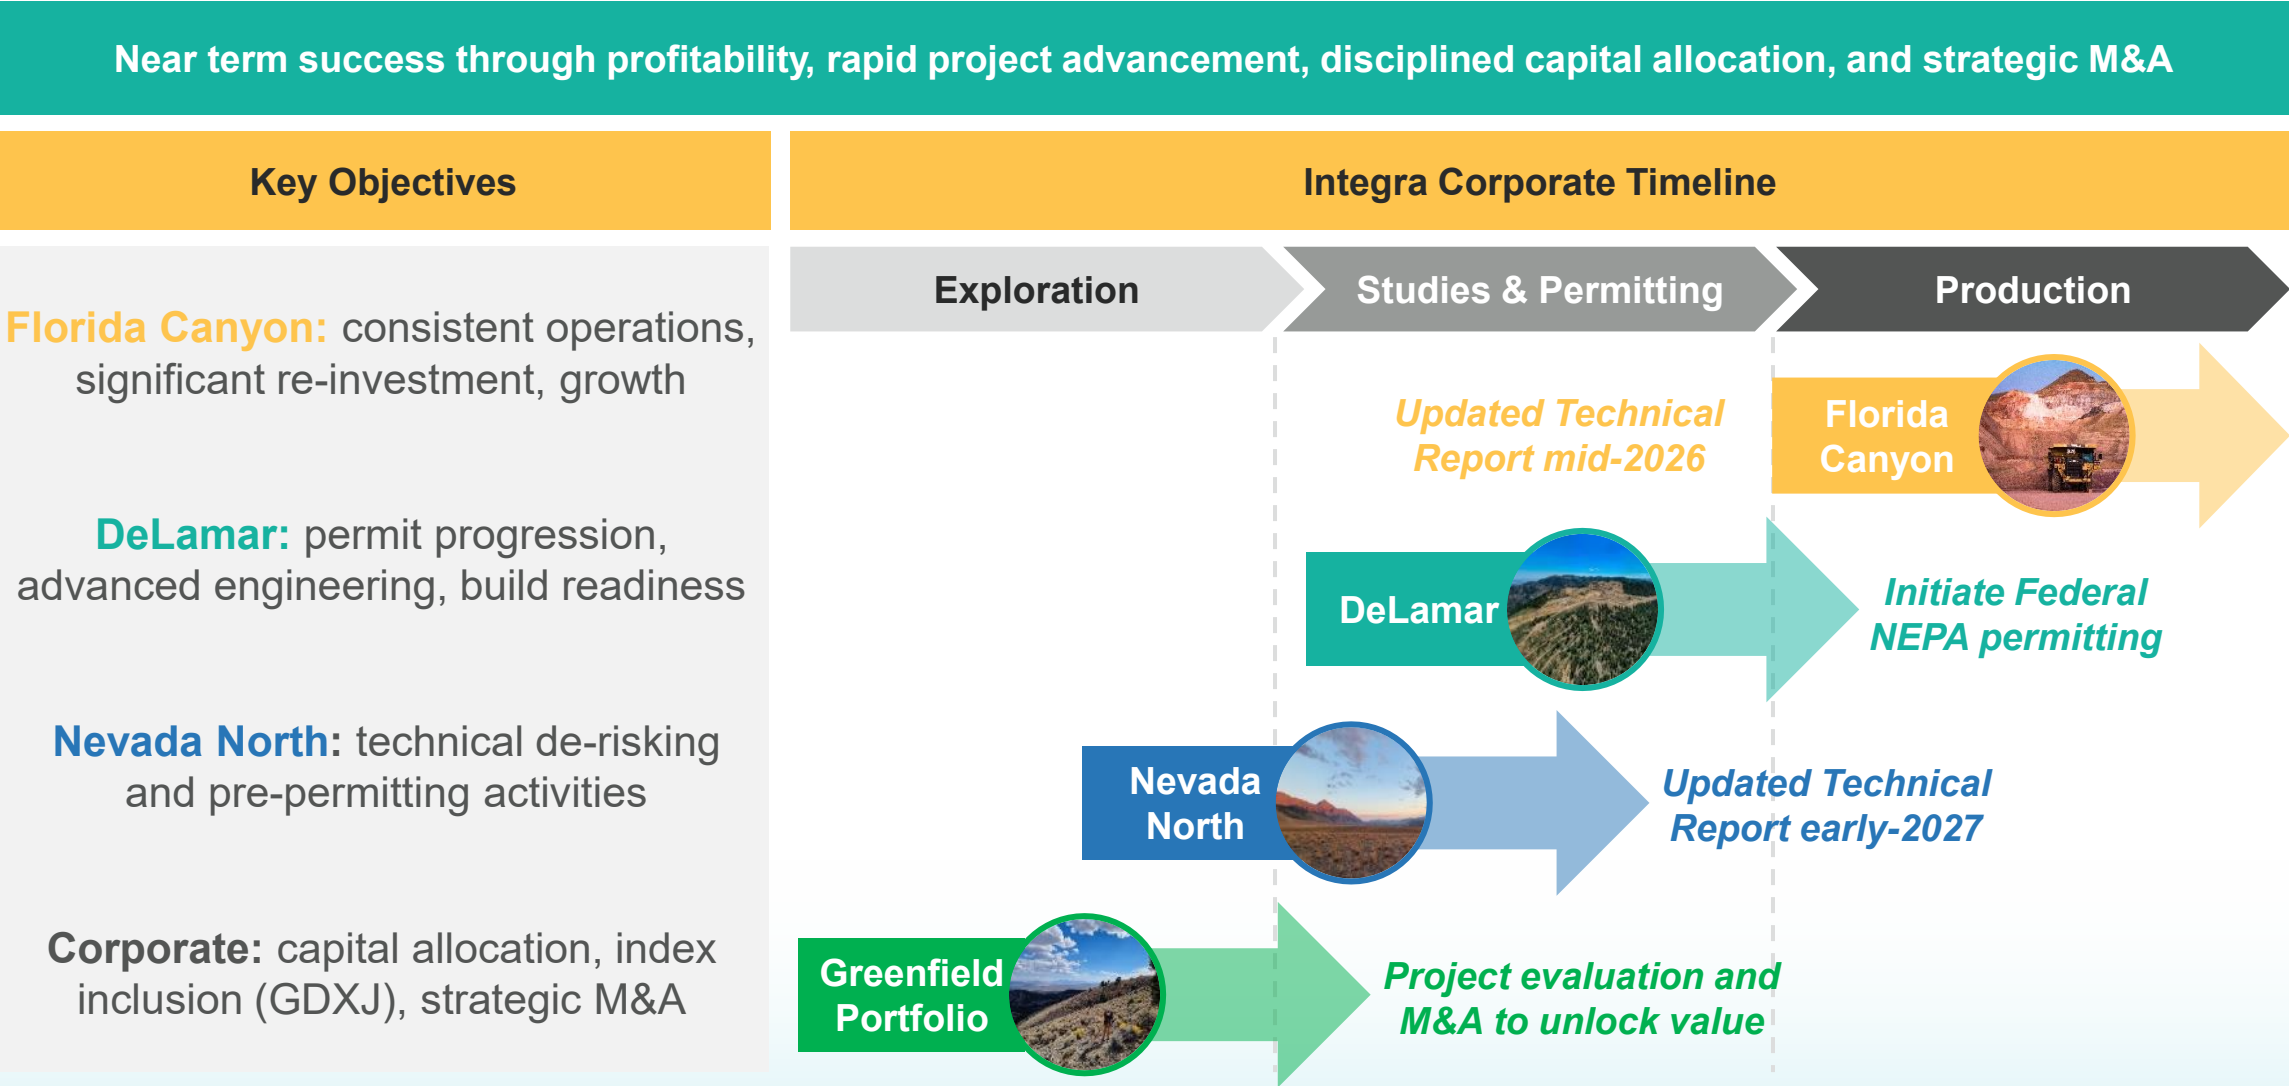 Near term success through profitability, rapid project advancement, disciplined capital allocation, and strategic M&A
Key Objectives
Florida Canyon: consistent operations,
significant re-investment, growth
DeLamar: permit progression,
advanced engineering, build readiness
Nevada North: technical de-risking
and pre-permitting activities
Corporate: capital allocation, index
inclusion (GDXJ), strategic M&A
Integra Corporate Timeline
Exploration
Studies & Permitting
Production
Updated Technical
Report mid-2026
Florida
Canyon
DeLamar
Initiate Federal
NEPA permitting
Nevada
North
Updated Technical
Report early-2027
Greenfield
Portfolio
Project evaluation and
M&A to unlock value